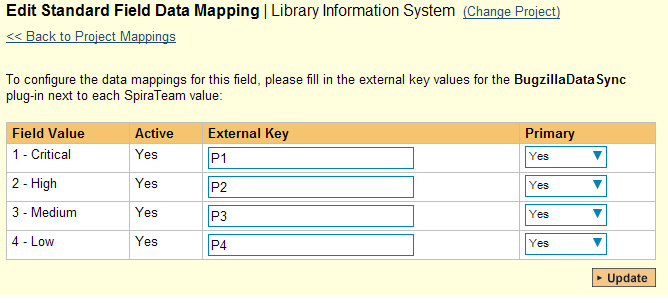 Edit Standard Field Data Mapping | Library Information System (Change Project)
<< Back to Project Mappings
To configure the data mappings for this field, please fill in the external key values for the BugzillaDataSync
plug-in next to each SpiraTeam value:
Field Value Active External Key Primary
1 - Critical Yes P1 Yes
2 - High Yes P2 Yes
3 - Medium Yes P3 Yes
4 - Low Yes P4 Yes
Update